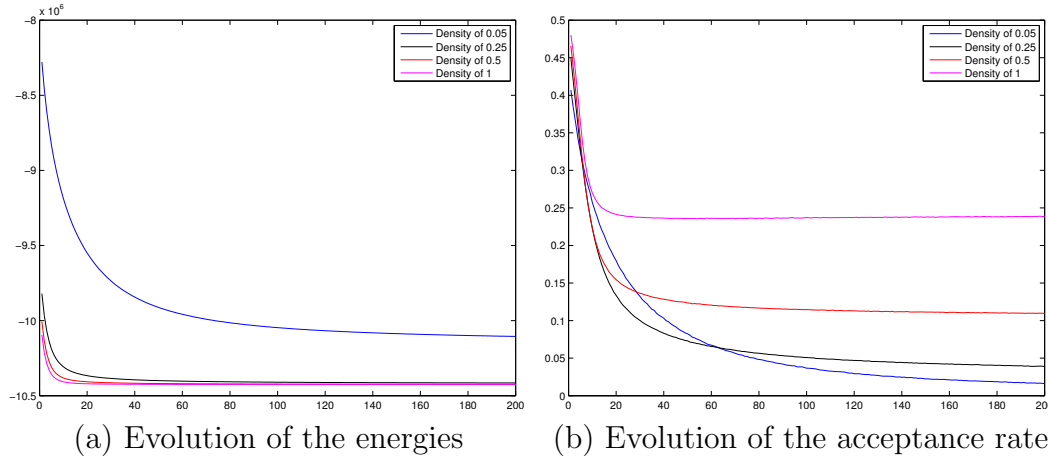 x 10⁶
−8
−8.5
−9
−9.5
−10
−10.5
0 20 40 60 80 100 120 140 160 180 200
Density of 0.05
Density of 0.25
Density of 0.5
Density of 1
(a) Evolution of the energies
0.5
0.45
0.4
0.35
0.3
0.25
0.2
0.15
0.1
0.05
0
0 20 40 60 80 100 120 140 160 180 200
Density of 0.05
Density of 0.25
Density of 0.5
Density of 1
(b) Evolution of the acceptance rate